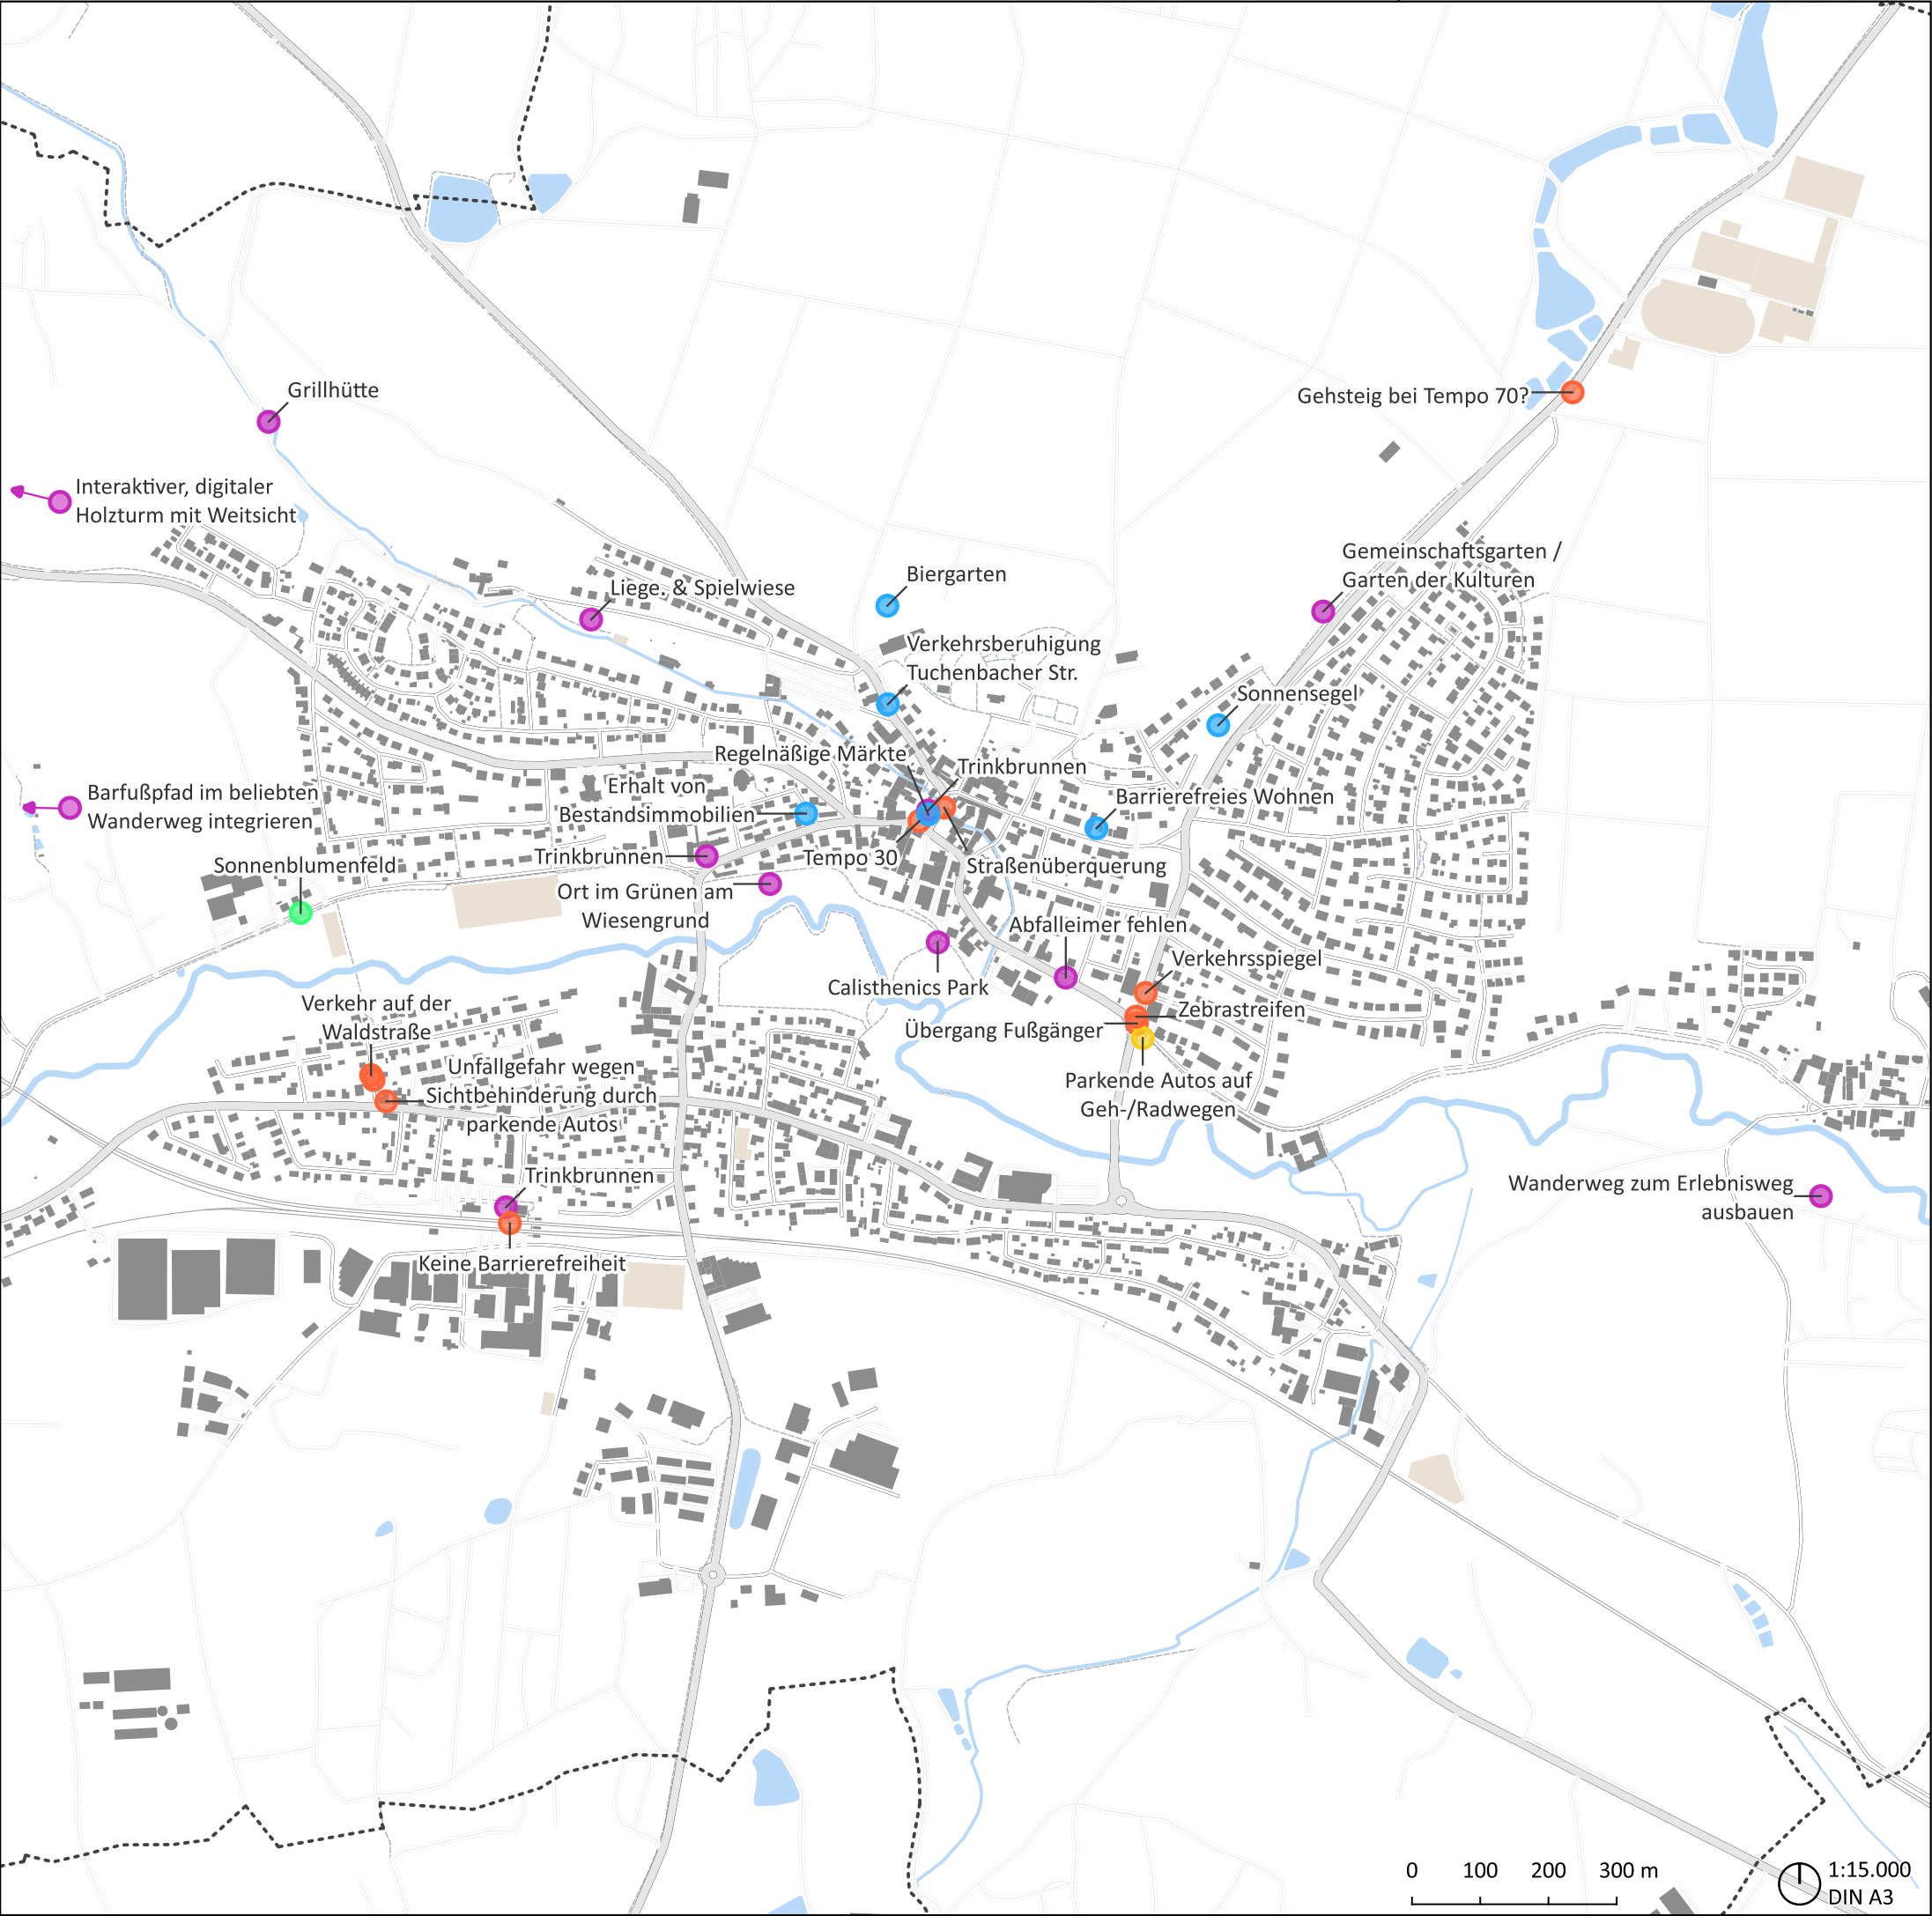 Grillhütte
Gehsteig bei Tempo 70?
Interaktiver, digitaler
Holzturm mit Weitsicht
Gemeinschaftsgarten /
Garten der Kulturen
Liege. & Spielwiese
Biergarten
Verkehrsberuhigung
Tuchenbacher Str.
Sonnensegel
Regelnäßige Märkte
Trinkbrunnen
Erhalt von
Bestandsimmobilien
Barrierefreies Wohnen
Barfußpfad im beliebten
Wanderweg integrieren
Trinkbrunnen
Tempo 30
Straßenüberquerung
Sonnenblumenfeld
Ort im Grünen am
Wiesengrund
Abfalleimer fehlen
Verkehrsspiegel
Calisthenics Park
Zebrastreifen
Übergang Fußgänger
Verkehr auf der
Waldstraße
Unfallgefahr wegen
Sichtbehinderung durch
parkende Autos
Parkende Autos auf
Geh-/Radwegen
Trinkbrunnen
Keine Barrierefreiheit
Wanderweg zum Erlebnisweg
ausbauen
0 100 200 300 m
1:15.000
DIN A3